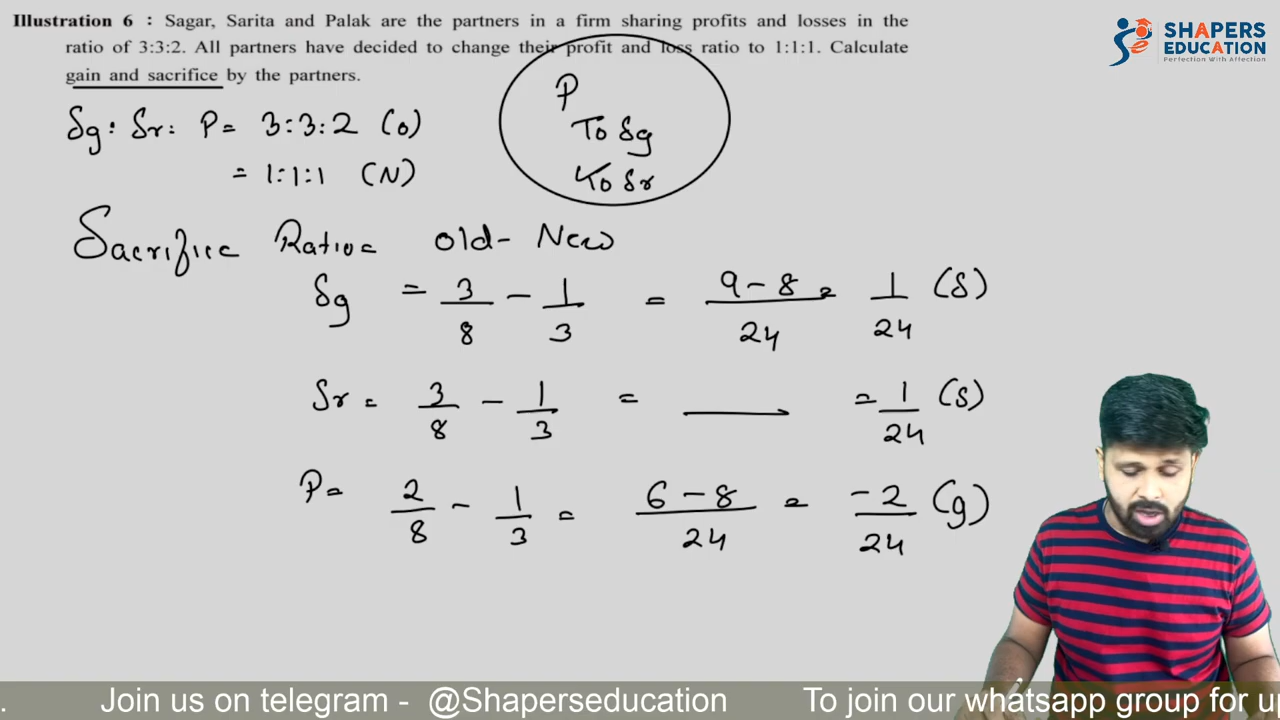 Illustration 6 : Sagar, Sarita and Palak are the partners in a firm sharing profits and losses in the
ratio of 3:3:2. All partners have decided to change their profit and loss ratio to 1:1:1. Calculate
gain and sacrifice by the partners.
SHAPERS
EDUCATION
Perfection With Affection
P
To Sg
To Sr
Sg: Sr: P= 3:3:2 (O)
= 1:1:1 (N)
Sacrifice Ratio= Old- New
Sg = 3/8 - 1/3 = 9-8/24 = 1/24 (S)
Sr = 3/8 - 1/3 = ___ = 1/24 (S)
P= 2/8 - 1/3 = 6-8/24 = -2/24 (g)
. Join us on telegram - @Shaperseducation To join our whatsapp group for up